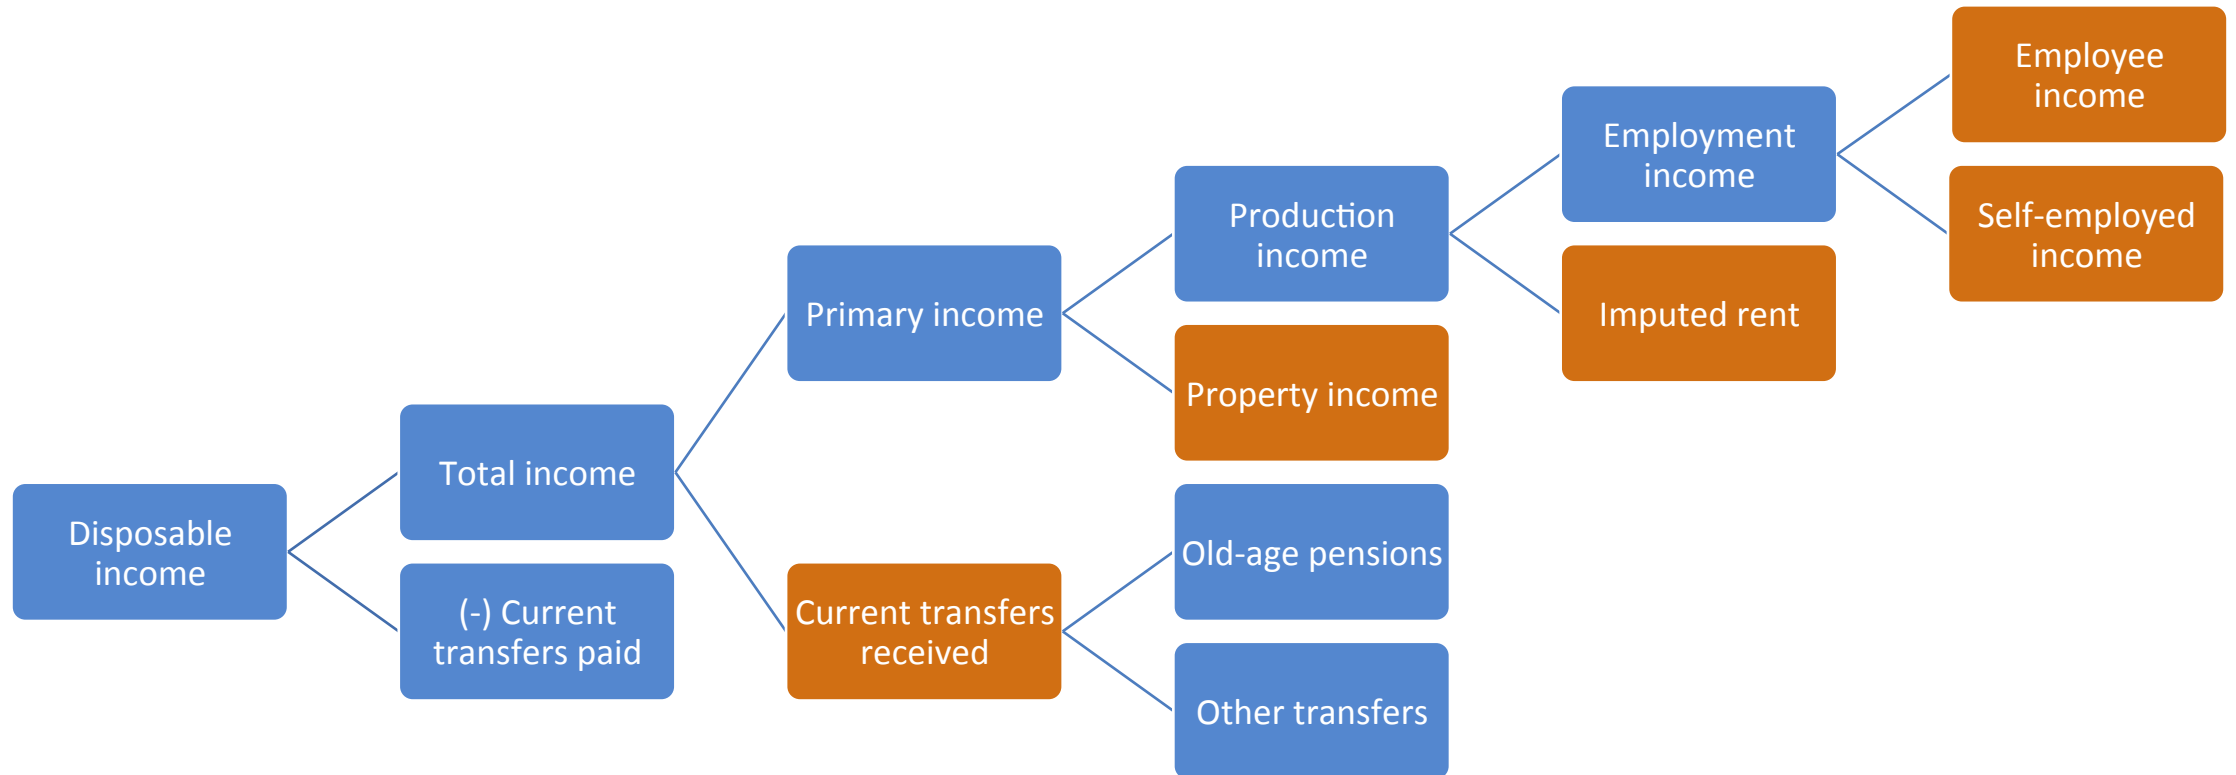 Disposable
income
Total income
(-) Current
transfers paid
Primary income
Current transfers
received
Production
income
Property income
Old-age pensions
Other transfers
Employment
income
Imputed rent
Employee
income
Self-employed
income